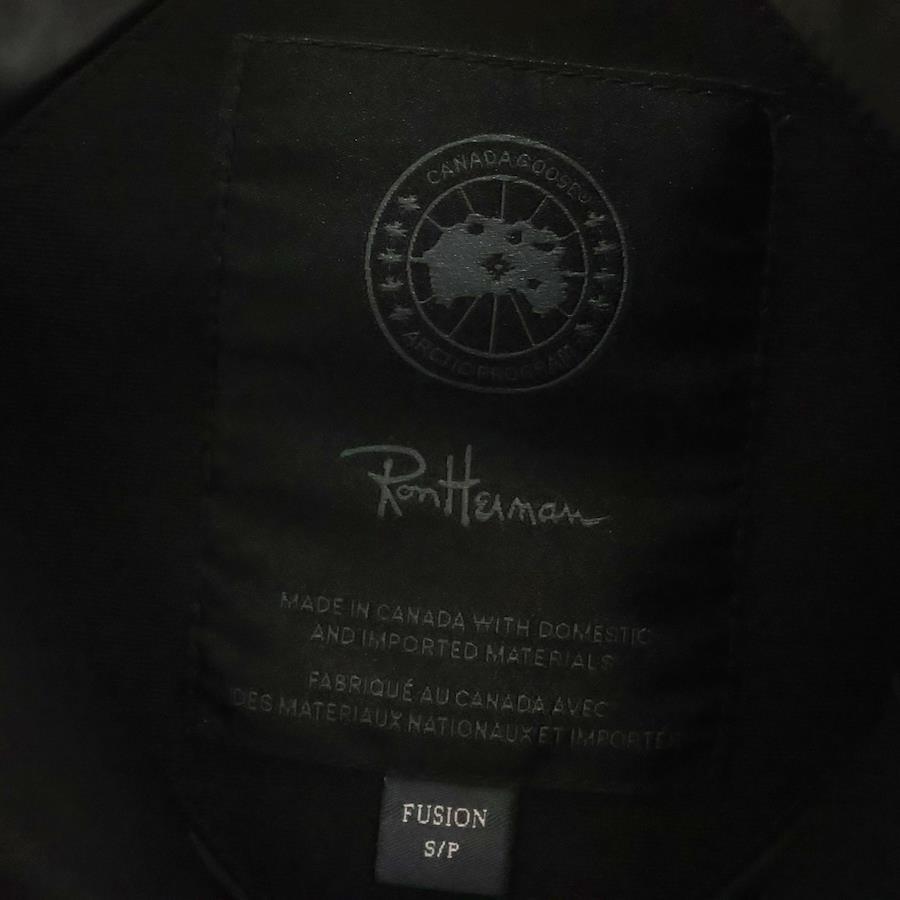 CANADA GOOSE
ARCTIC PROGRAM
Ron Herman
MADE IN CANADA WITH DOMESTIC
AND IMPORTED MATERIALS
FABRIQUÉ AU CANADA AVEC
DES MATERIAUX NATIONAUX ET IMPORTÉS
FUSION
S/P